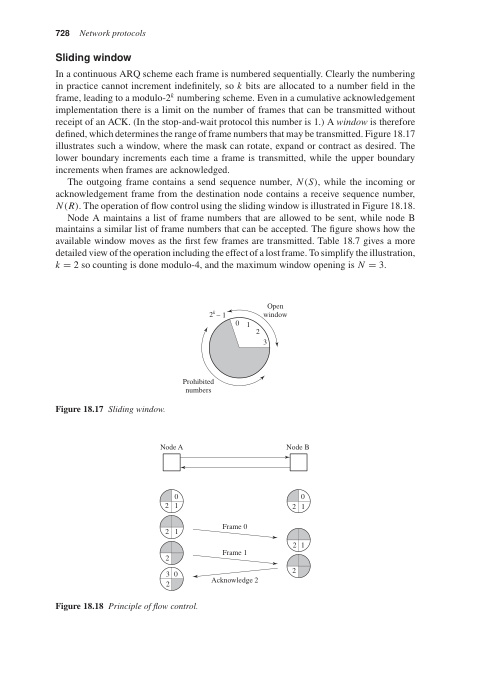 728 Network protocols
Sliding window
In a continuous ARQ scheme each frame is numbered sequentially. Clearly the numbering
in practice cannot increment indefinitely, so k bits are allocated to a number field in the
frame, leading to a modulo-2^k numbering scheme. Even in a cumulative acknowledgement
implementation there is a limit on the number of frames that can be transmitted without
receipt of an ACK. (In the stop-and-wait protocol this number is 1.) A window is therefore
defined, which determines the range of frame numbers that may be transmitted. Figure 18.17
illustrates such a window, where the mask can rotate, expand or contract as desired. The
lower boundary increments each time a frame is transmitted, while the upper boundary
increments when frames are acknowledged.
The outgoing frame contains a send sequence number, N(S), while the incoming or
acknowledgement frame from the destination node contains a receive sequence number,
N(R). The operation of flow control using the sliding window is illustrated in Figure 18.18.
Node A maintains a list of frame numbers that are allowed to be sent, while node B
maintains a similar list of frame numbers that can be accepted. The figure shows how the
available window moves as the first few frames are transmitted. Table 18.7 gives a more
detailed view of the operation including the effect of a lost frame. To simplify the illustration,
k = 2 so counting is done modulo-4, and the maximum window opening is N = 3.
Open
window
2^k – 1
0 1
2
3
Prohibited
numbers
Figure 18.17 Sliding window.
Node A Node B
0 0
2 1 2 1
Frame 0
2 1 2 1
Frame 1
2 2
3 0
2
Acknowledge 2
Figure 18.18 Principle of flow control.